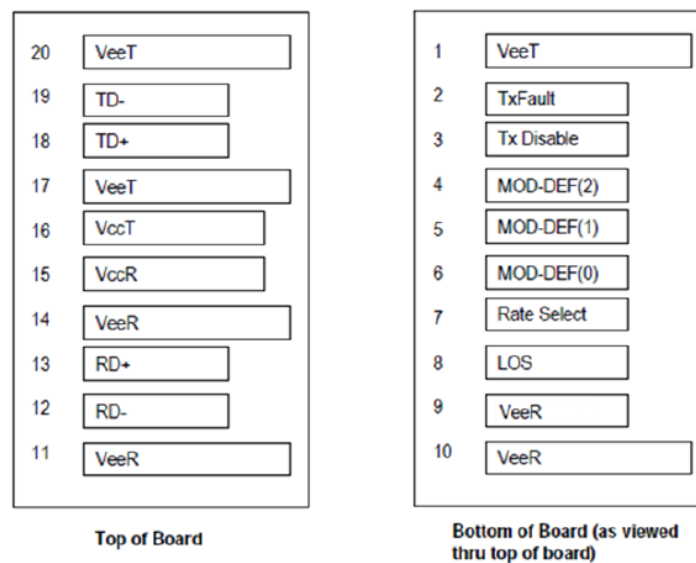 20 VeeT
19 TD-
18 TD+
17 VeeT
16 VccT
15 VccR
14 VeeR
13 RD+
12 RD-
11 VeeR
Top of Board
1 VeeT
2 TxFault
3 Tx Disable
4 MOD-DEF(2)
5 MOD-DEF(1)
6 MOD-DEF(0)
7 Rate Select
8 LOS
9 VeeR
10 VeeR
Bottom of Board (as viewed
thru top of board)